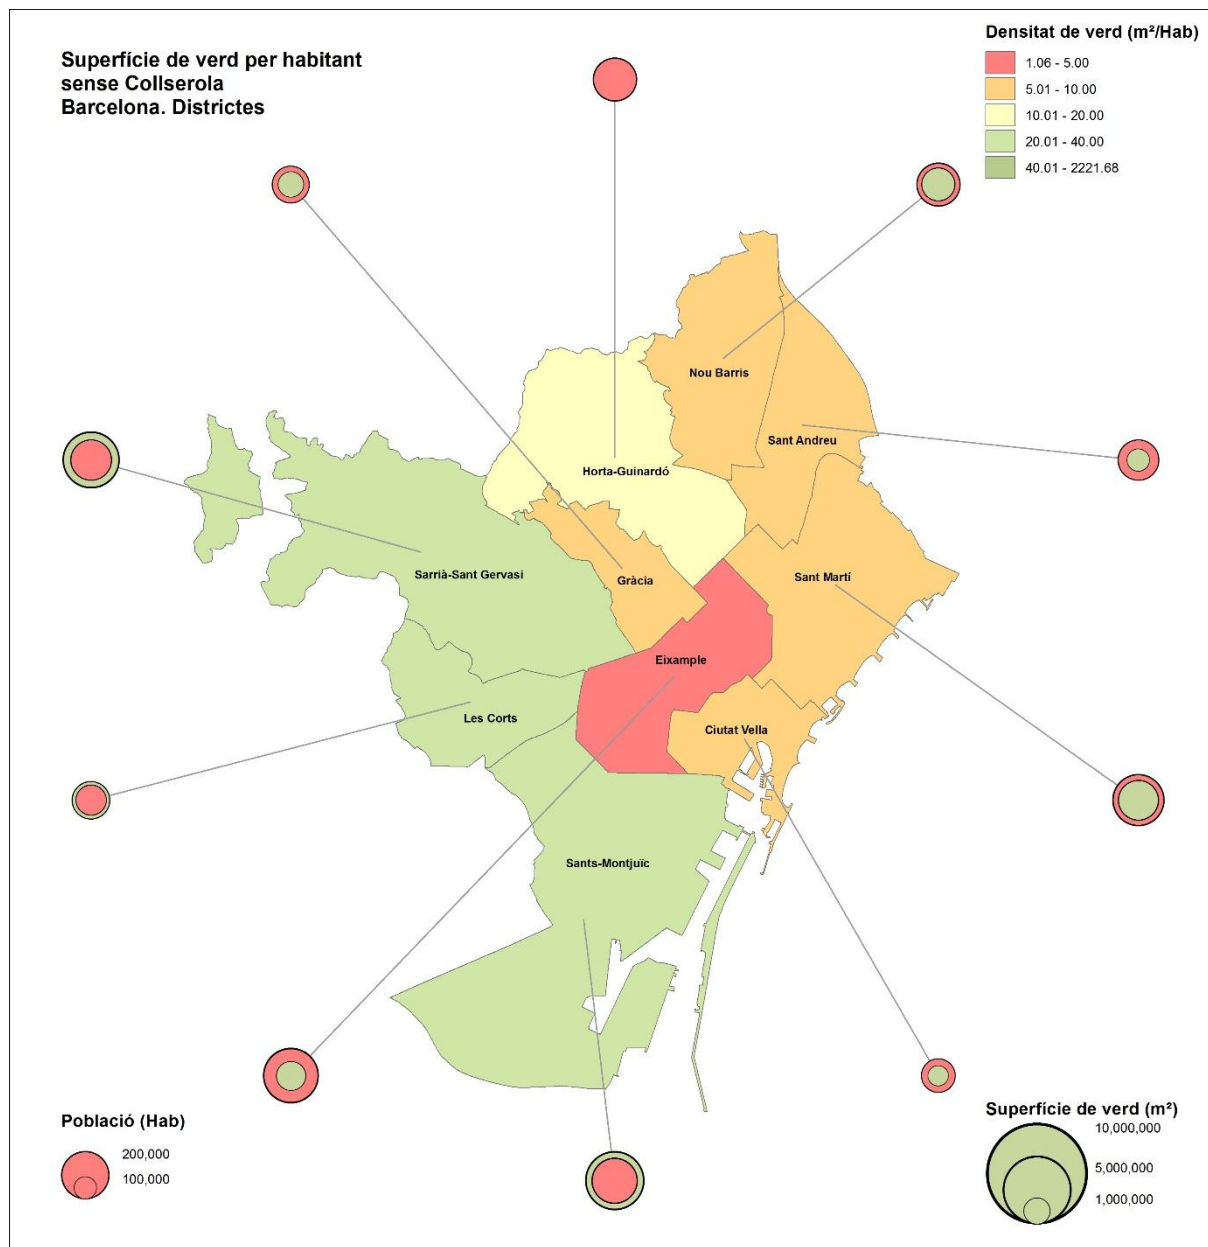 Superfície de verd per habitant
sense Collserola
Barcelona. Districtes
Densitat de verd (m²/Hab)
1.06 - 5.00
5.01 - 10.00
10.01 - 20.00
20.01 - 40.00
40.01 - 2221.68
Nou Barris
Sant Andreu
Horta-Guinardó
Sarrià-Sant Gervasi
Gràcia
Sant Martí
Eixample
Les Corts
Ciutat Vella
Sants-Montjuïc
Població (Hab)
200,000
100,000
Superfície de verd (m²)
10,000,000
5,000,000
1,000,000